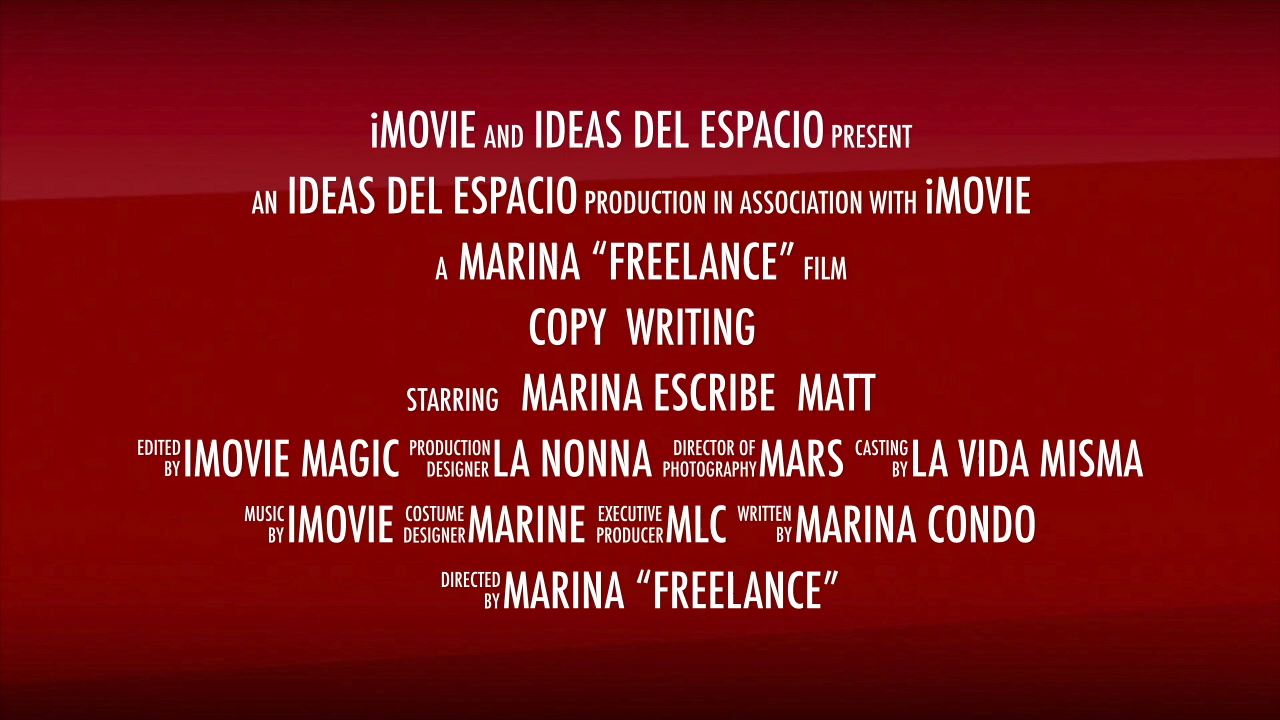 iMOVIE AND IDEAS DEL ESPACIO PRESENT
AN IDEAS DEL ESPACIO PRODUCTION IN ASSOCIATION WITH iMOVIE
A MARINA “FREELANCE” FILM
COPY WRITING
STARRING MARINA ESCRIBE MATT
EDITED BY IMOVIE MAGIC PRODUCTION DESIGNER LA NONNA DIRECTOR OF PHOTOGRAPHY MARS CASTING BY LA VIDA MISMA
MUSIC BY IMOVIE COSTUME DESIGNER MARINE EXECUTIVE PRODUCER MLC WRITTEN BY MARINA CONDO
DIRECTED BY MARINA “FREELANCE”